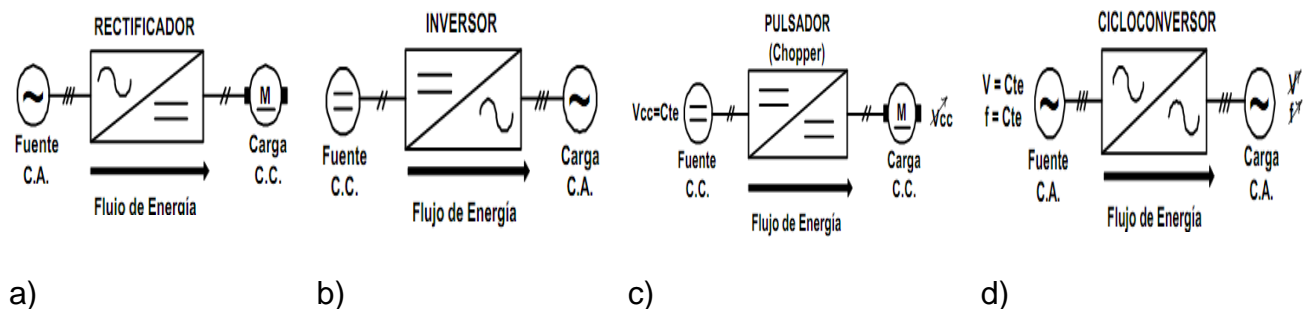 RECTIFICADOR
M
Fuente
C.A.
Carga
C.C.
Flujo de Energía
a)
INVERSOR
Fuente
C.C.
Carga
C.A.
Flujo de Energía
b)
PULSADOR
(Chopper)
Vcc=Cte
M
Vcc
Fuente
C.C.
Carga
C.C.
Flujo de Energía
c)
CICLOCONVERSOR
V = Cte
f = Cte
V
f
Fuente
C.A.
Carga
C.A.
Flujo de Energía
d)